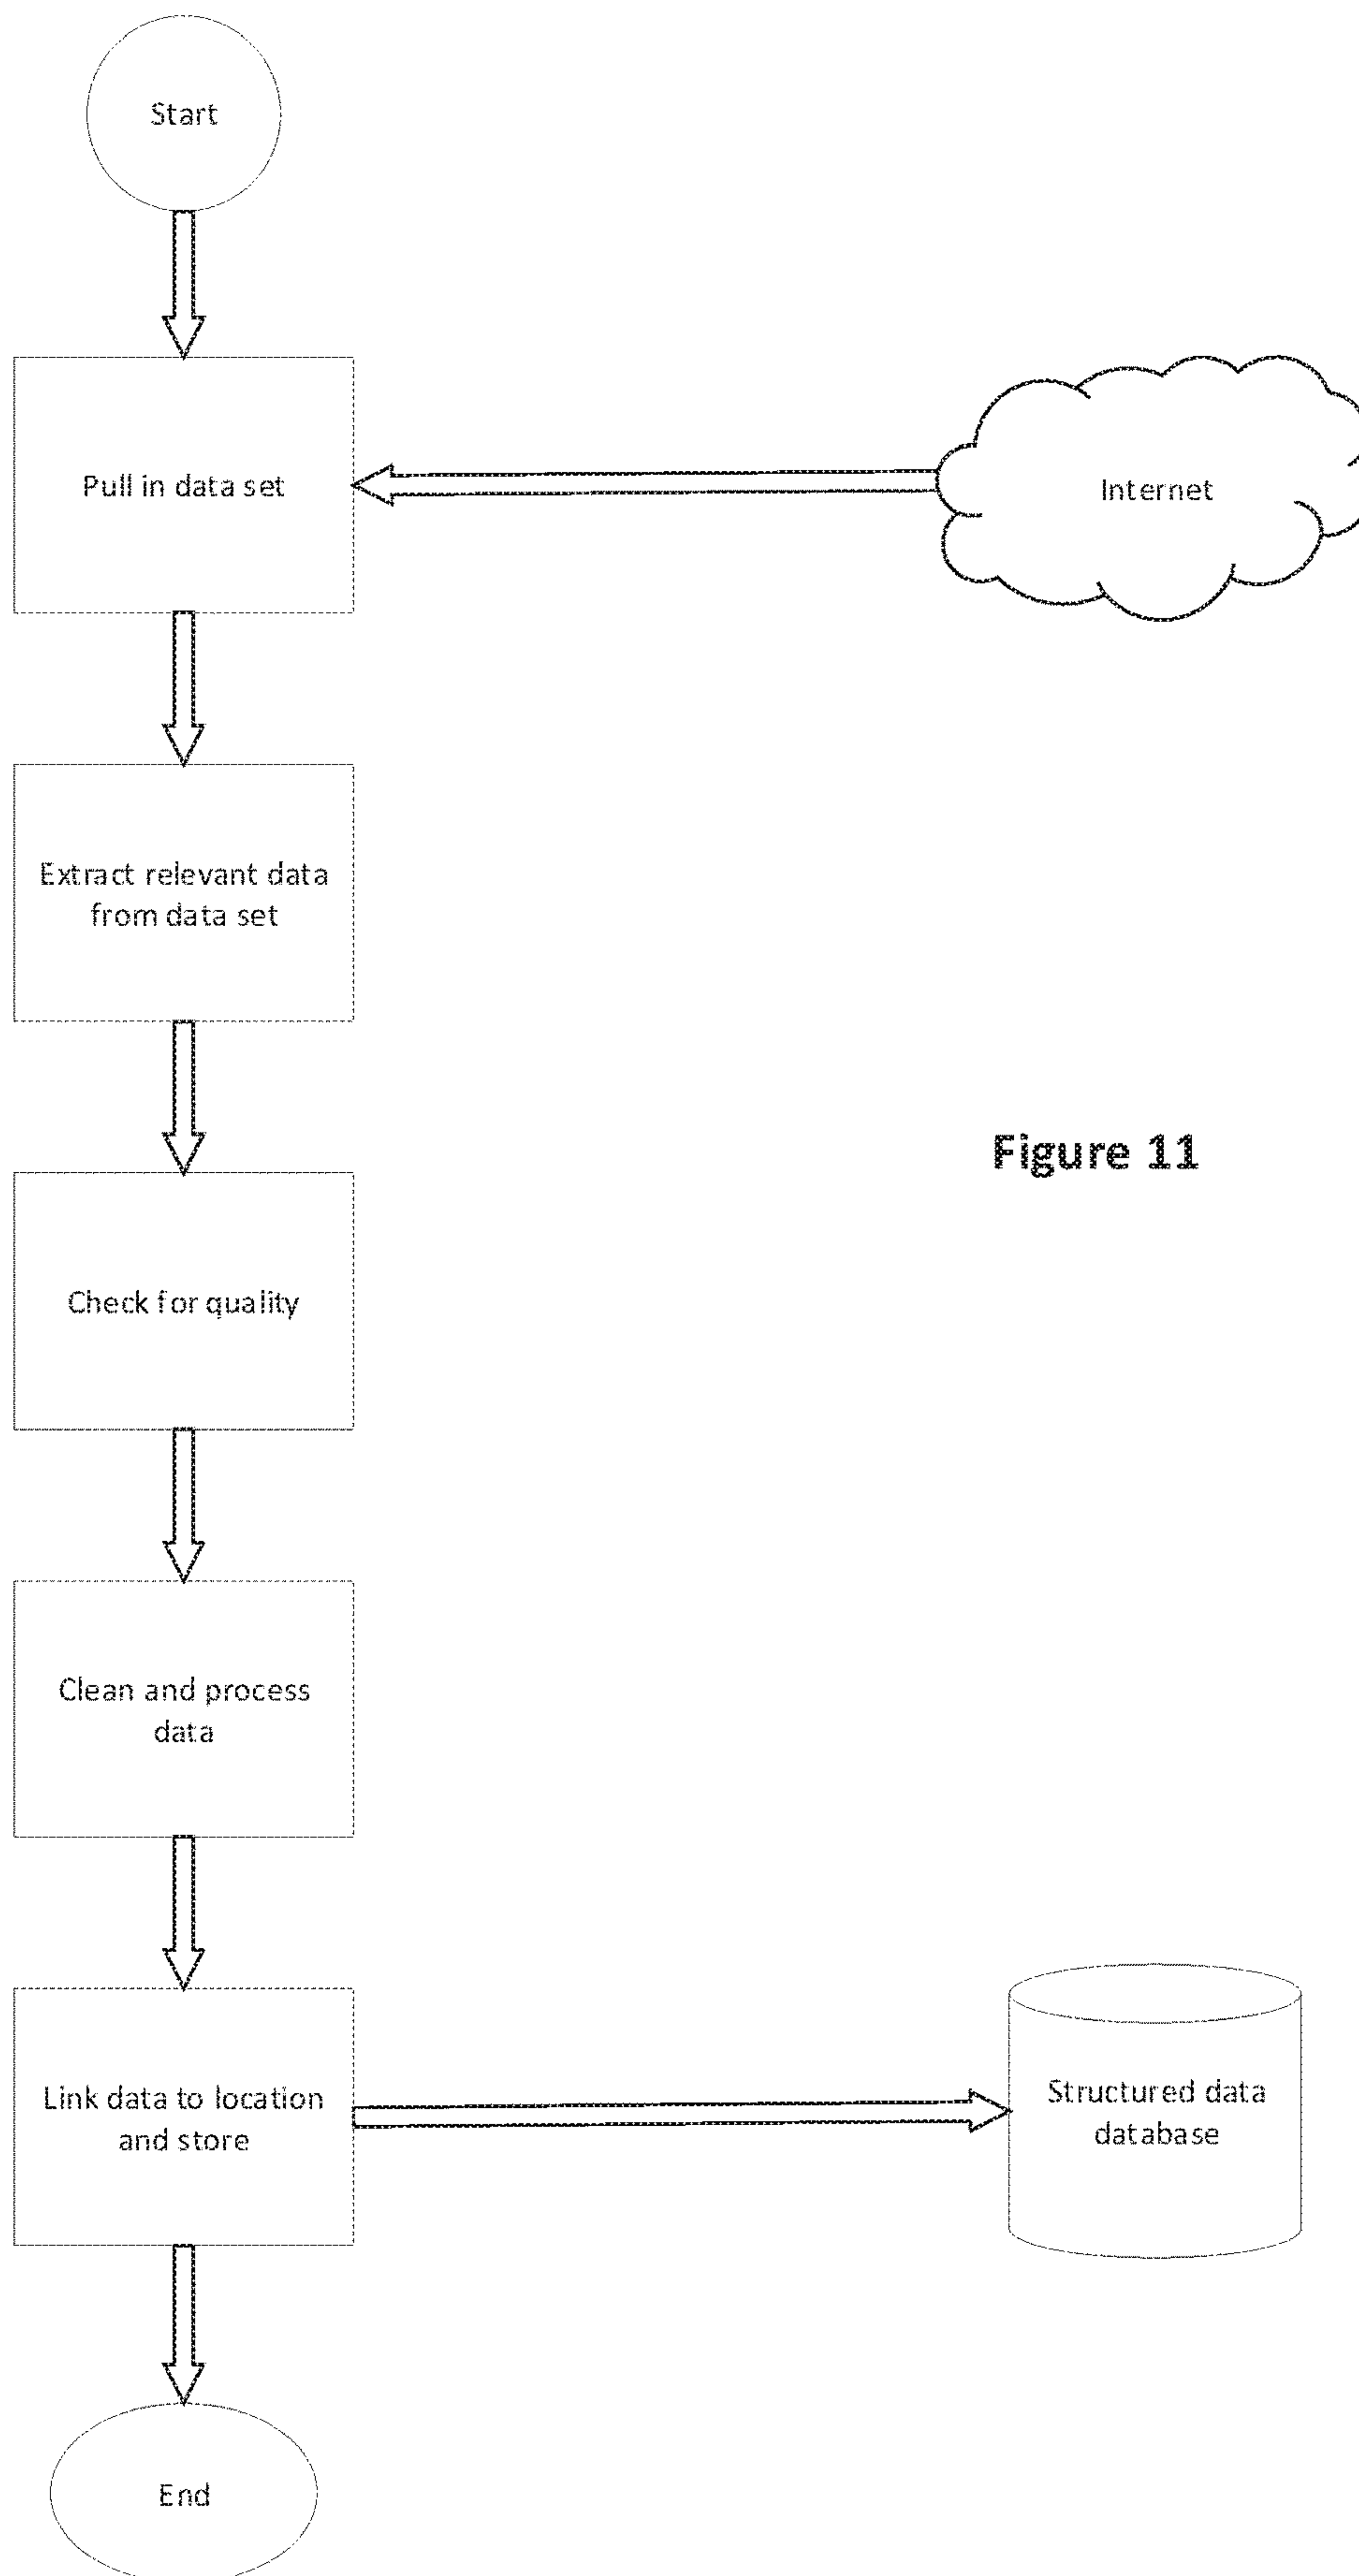 Start
Pull in data set
Internet
Extract relevant data
from data set
Figure 11
Check for quality
Clean and process
data
Link data to location
and store
Structured data
database
End